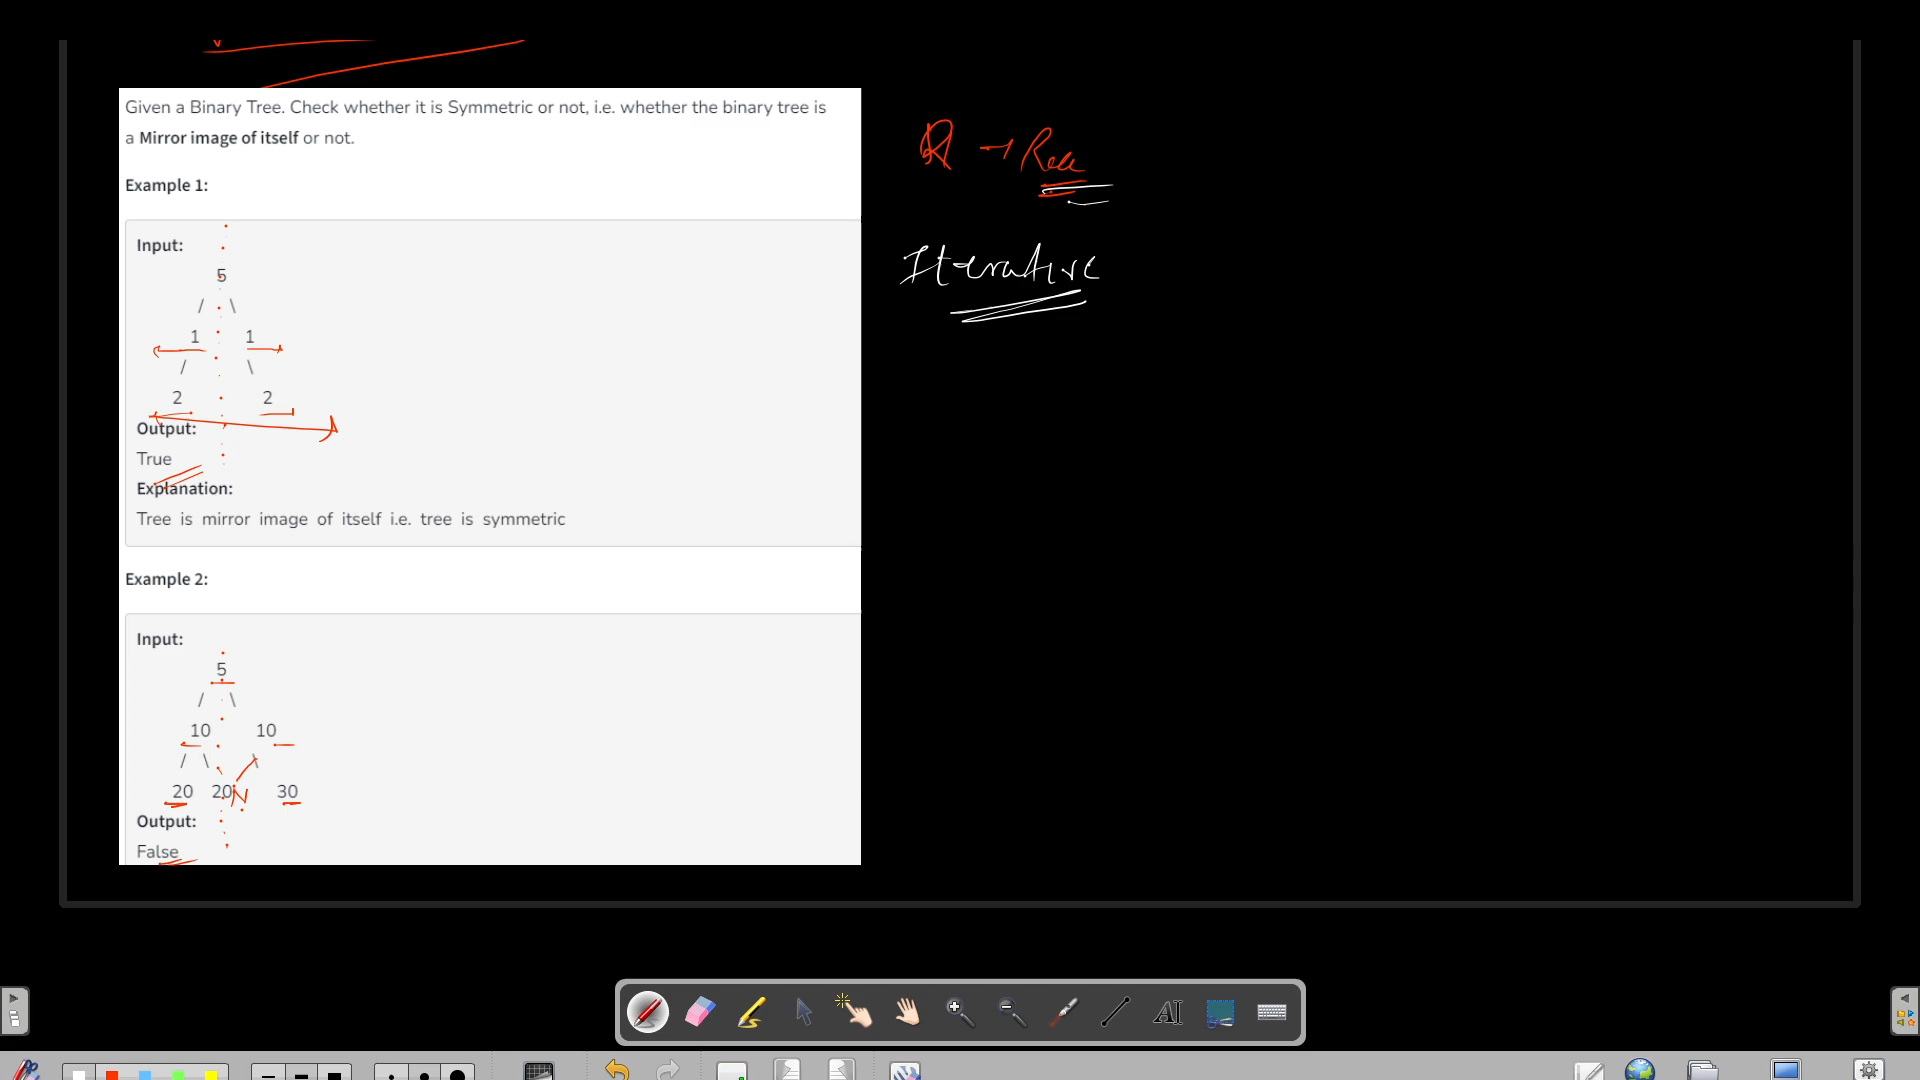 Given a Binary Tree. Check whether it is Symmetric or not, i.e. whether the binary tree is
a Mirror image of itself or not.
Example 1:
Input:
5
/ \
1 1
/ \
2 2
Output:
True
Explanation:
Tree is mirror image of itself i.e. tree is symmetric
Example 2:
Input:
5
/ \
10 10
/ \ \
20 20 N 30
Output:
False
Iterative
AI